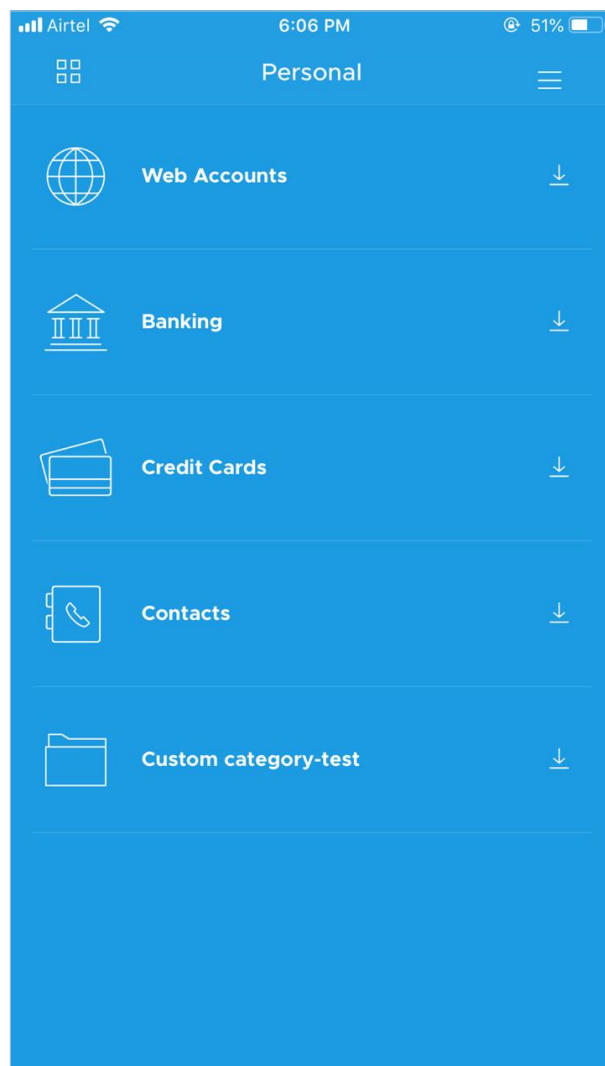 Airtel 6:06 PM 51%
Personal
Web Accounts
Banking
Credit Cards
Contacts
Custom category-test